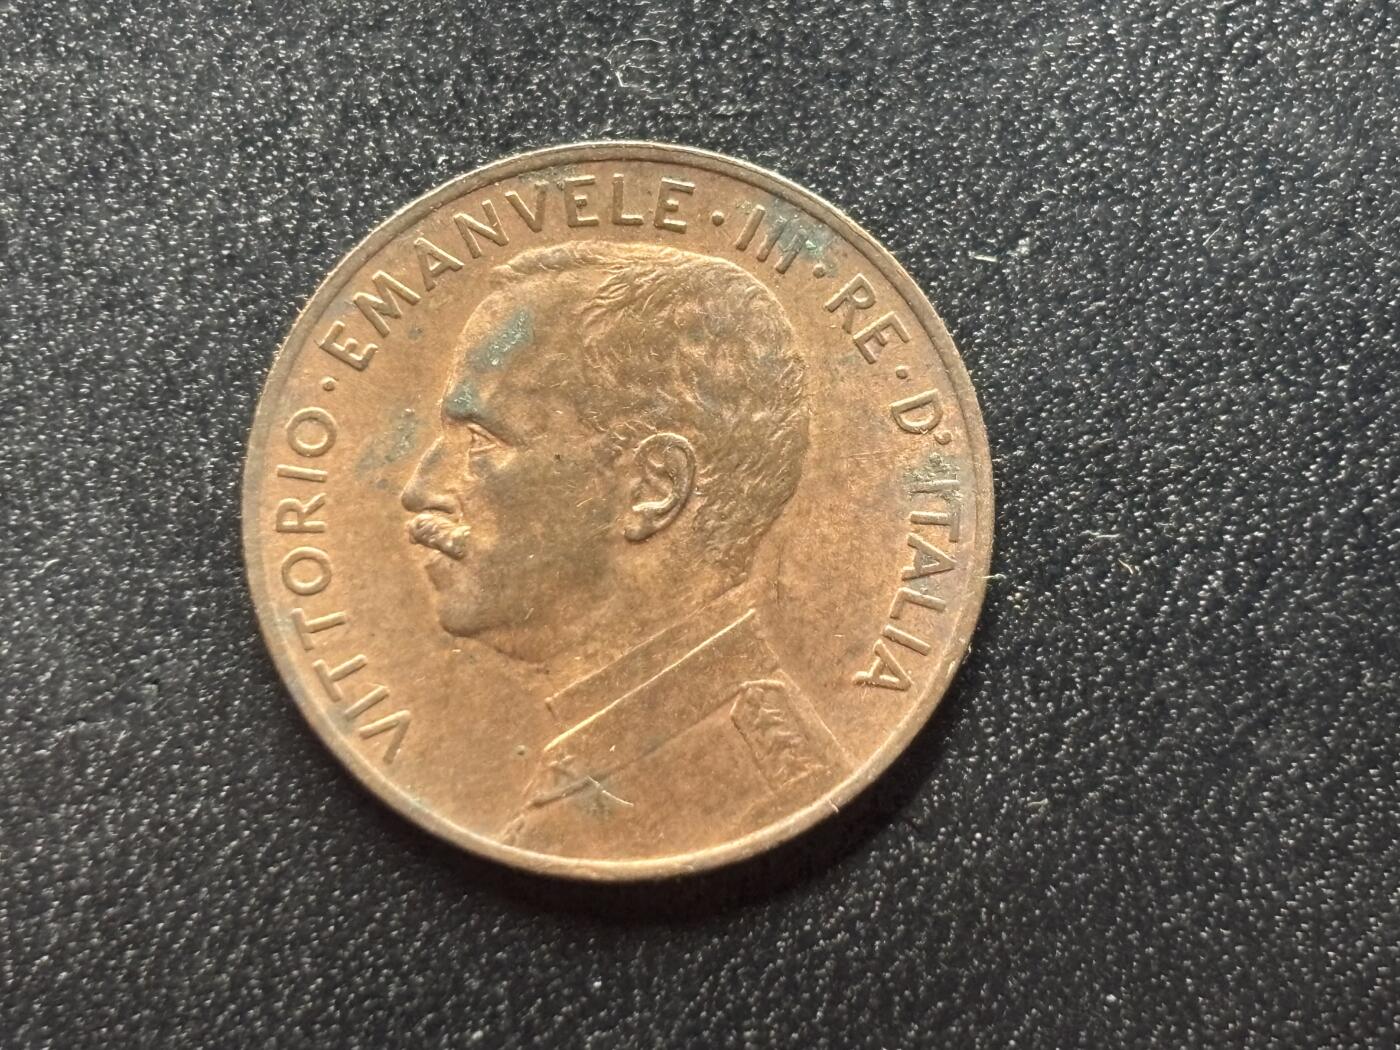 VITTORIO · EMANVELE · III · RE · D'ITALIA